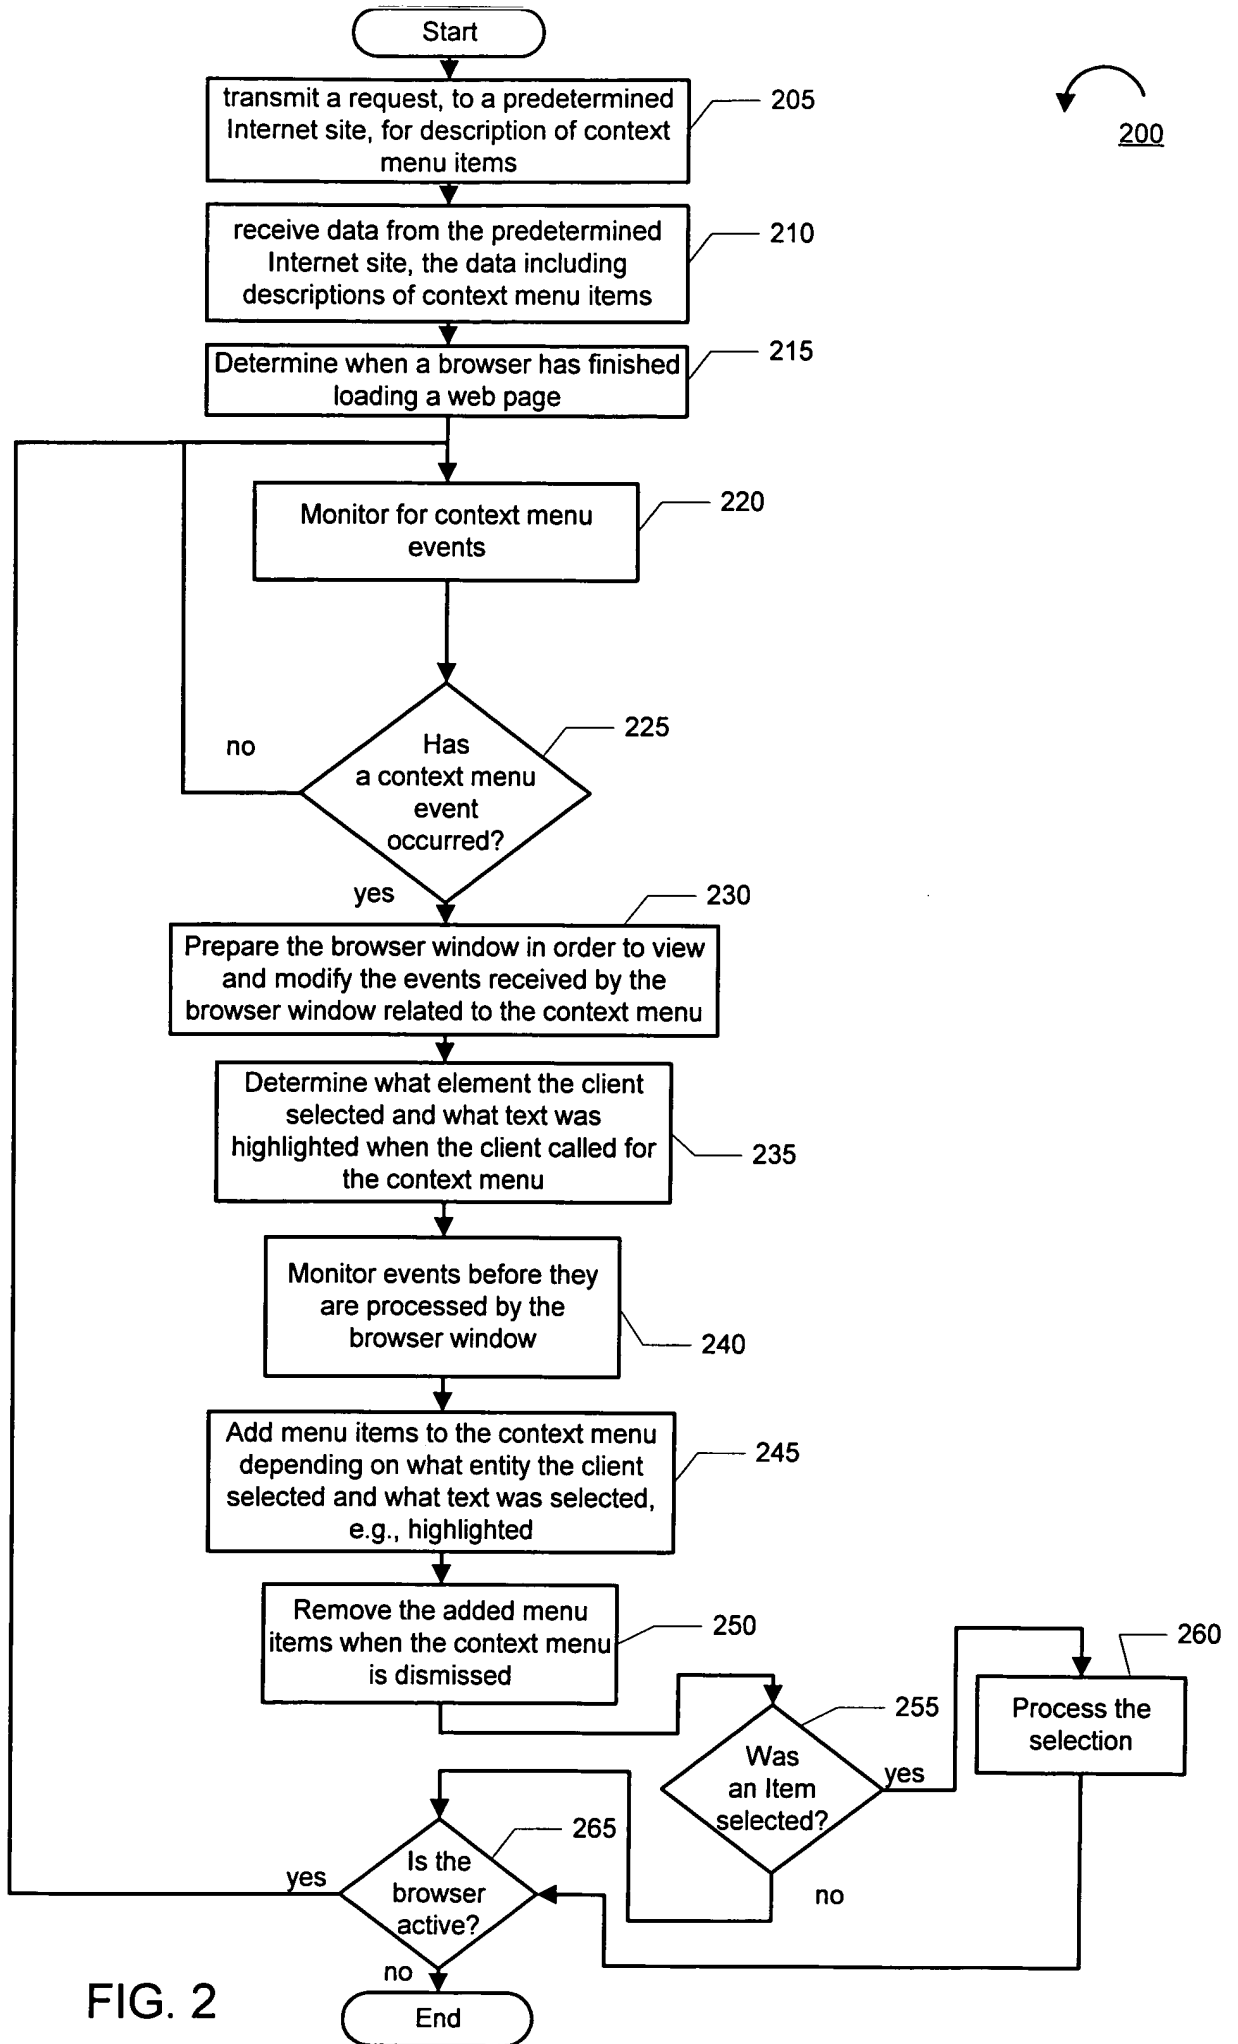 Start
transmit a request, to a predetermined
Internet site, for description of context
menu items
205
200
receive data from the predetermined
Internet site, the data including
descriptions of context menu items
210
Determine when a browser has finished
loading a web page
215
Monitor for context menu
events
220
Has
a context menu
event
occurred?
225
no
yes
230
Prepare the browser window in order to view
and modify the events received by the
browser window related to the context menu
Determine what element the client
selected and what text was
highlighted when the client called for
the context menu
235
Monitor events before they
are processed by the
browser window
240
Add menu items to the context menu
depending on what entity the client
selected and what text was selected,
e.g., highlighted
245
Remove the added menu
items when the context menu
is dismissed
250
Was
an Item
selected?
255
yes
no
260
Process the
selection
Is the
browser
active?
265
yes
no
End
FIG. 2